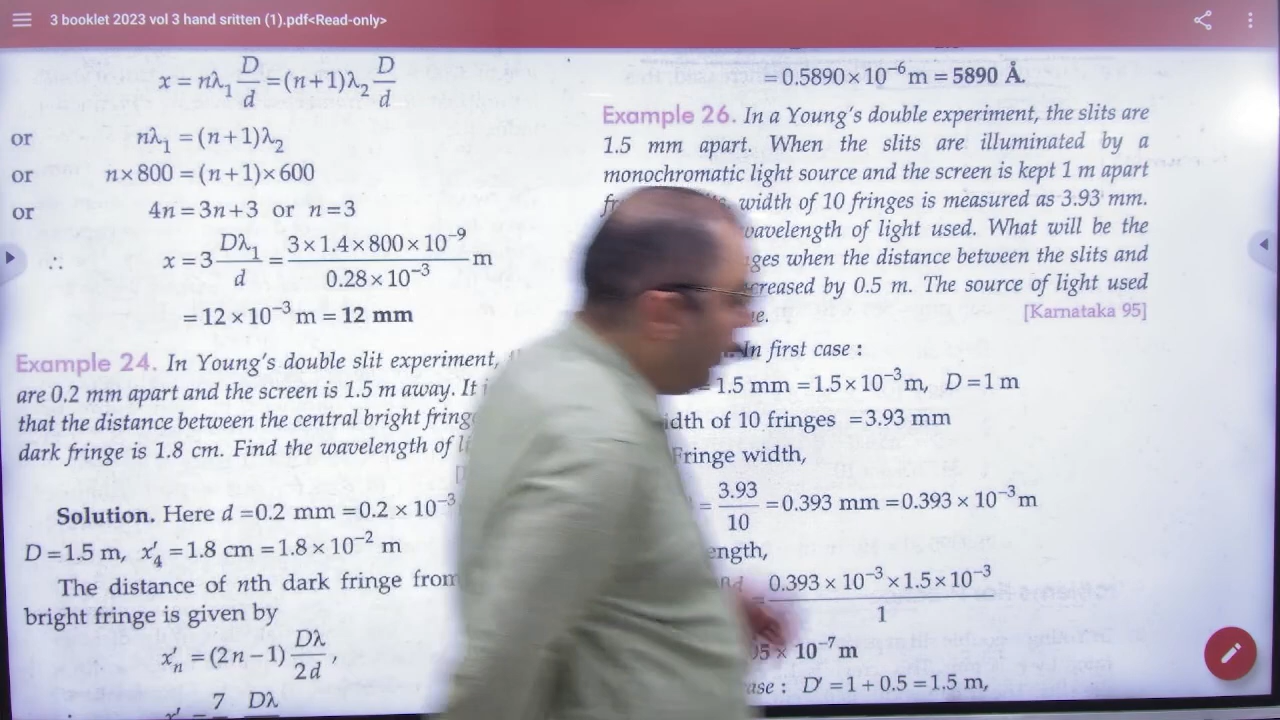 3 booklet 2023 vol 3 hand sritten (1).pdf<Read-only>
x = nλ₁ D/d = (n+1)λ₂ D/d
or nλ₁ = (n+1)λ₂
or n×800 = (n+1)×600
or 4n = 3n+3 or n = 3
∴ x = 3 Dλ₁/d = 3×1.4×800×10⁻⁹/0.28×10⁻³ m
= 12×10⁻³ m = 12 mm
Example 24. In Young's double slit experiment,
are 0.2 mm apart and the screen is 1.5 m away. It
that the distance between the central bright
dark fringe is 1.8 cm. Find the wavelength of
Solution. Here d = 0.2 mm = 0.2 × 10⁻³
D = 1.5 m, x′₄ = 1.8 cm = 1.8 × 10⁻² m
The distance of nth dark fringe from
bright fringe is given by
x′ₙ = (2n−1) Dλ/2d ,
7 Dλ
= 0.5890×10⁻⁶ m = 5890 Å.
Example 26. In a Young's double experiment, the slits are
1.5 mm apart. When the slits are illuminated by a
monochromatic light source and the screen is kept 1 m apart
width of 10 fringes is measured as 3.93 mm.
wavelength of light used. What will be the
when the distance between the slits and
by 0.5 m. The source of light used
[Karnataka 95]
In first case :
= 1.5 mm = 1.5×10⁻³ m, D = 1 m
of 10 fringes = 3.93 mm
Fringe width,
= 3.93/10 = 0.393 mm = 0.393 × 10⁻³ m
= 0.393 × 10⁻³ × 1.5×10⁻³/1
× 10⁻⁷ m
: D′ = 1 + 0.5 = 1.5 m,